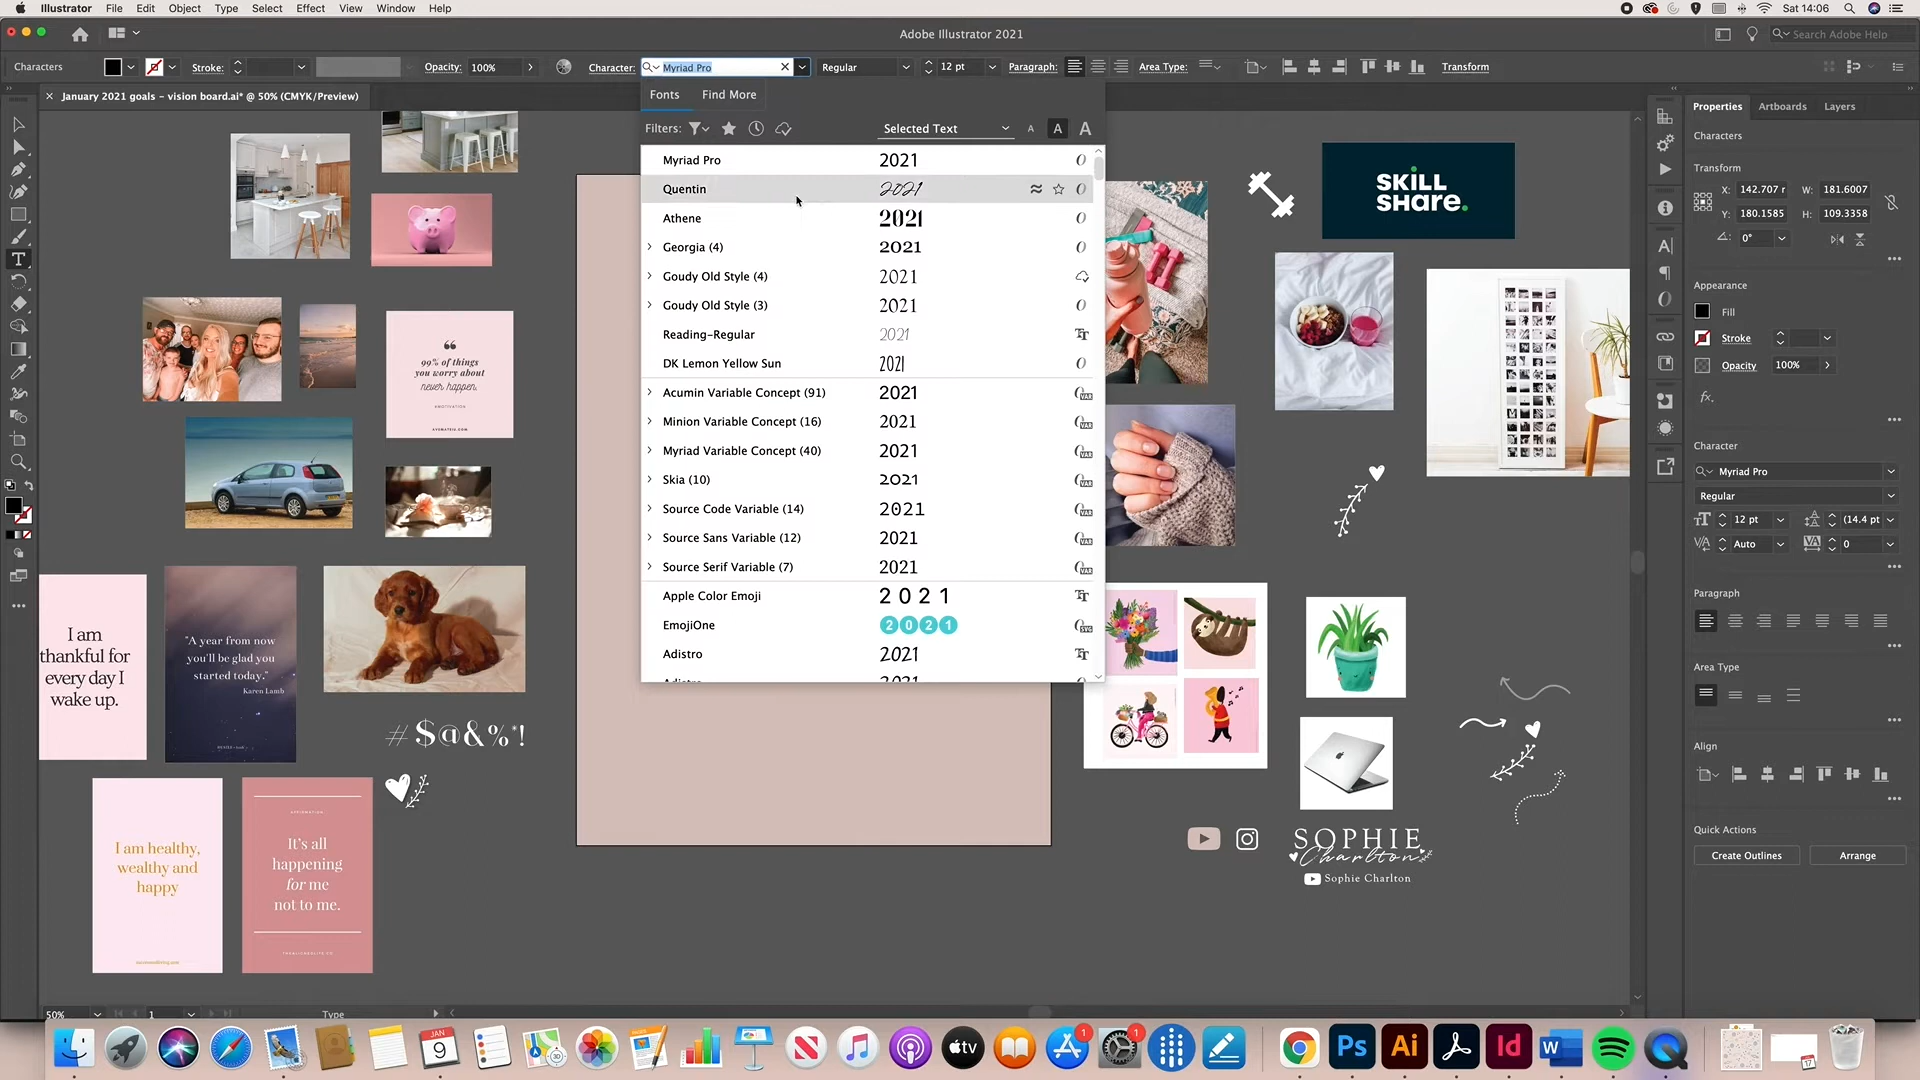 Illustrator File Edit Object Type Select Effect View Window Help
Sat 14:06
Adobe Illustrator 2021
Search Adobe Help
Characters
Stroke:
Opacity: 100%
Character: Myriad Pro
Regular
12 pt
Paragraph:
Area Type:
Transform
January 2021 goals - vision board.ai* @ 50% (CMYK/Preview)
Fonts
Find More
Filters:
Selected Text
Myriad Pro 2021
Quentin 2021
Athene 2021
Georgia (4) 2021
Goudy Old Style (4) 2021
Goudy Old Style (3) 2021
Reading-Regular 2021
DK Lemon Yellow Sun 2021
Acumin Variable Concept (91) 2021
Minion Variable Concept (16) 2021
Myriad Variable Concept (40) 2021
Skia (10) 2021
Source Code Variable (14) 2021
Source Sans Variable (12) 2021
Source Serif Variable (7) 2021
Apple Color Emoji 2 0 2 1
EmojiOne 2021
Adistro 2021
99% of things
you worry about
never happen.
I am
thankful for
every day I
wake up.
"A year from now
you'll be glad you
started today."
Karen Lamb
#$@&%*!
I am healthy,
wealthy and
happy
AFFIRMATION
It's all
happening
for me
not to me.
SKILL
SHARE.
SOPHIE
Charlton
Sophie Charlton
Properties Artboards Layers
Characters
Transform
X: 142.707 r W: 181.6007
Y: 180.1585 H: 109.3358
0°
Appearance
Fill
Stroke
Opacity 100%
fx.
Character
Myriad Pro
Regular
12 pt (14.4 pt
Auto 0
Paragraph
Area Type
Align
Quick Actions
Create Outlines Arrange
50% 1 Type
JAN
9
tv
1
1
Ps Ai Id W
17